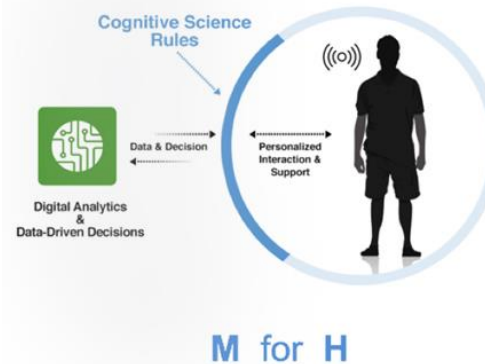 Cognitive Science
Rules
Data & Decision
Personalized
Interaction &
Support
Digital Analytics
&
Data-Driven Decisions
M for H